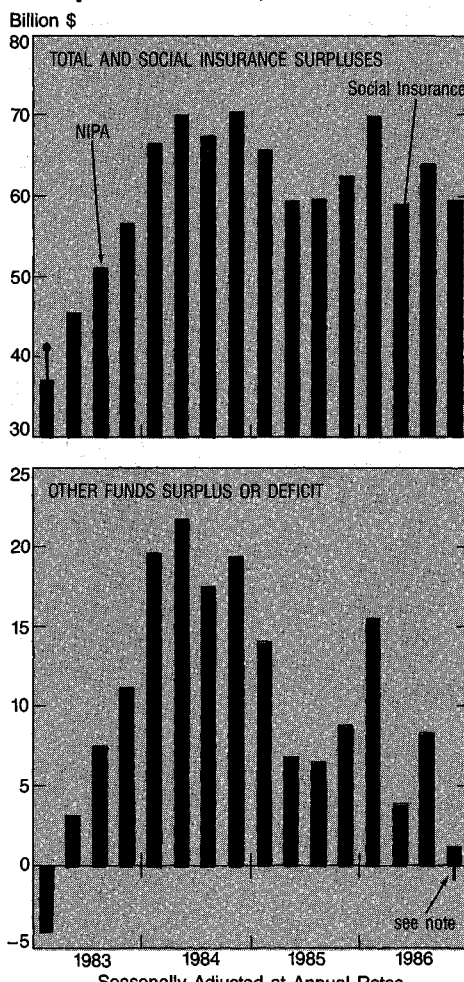 Billion $
80
TOTAL AND SOCIAL INSURANCE SURPLUSES
Social Insurance
70
NIPA
60
50
40
30
25
OTHER FUNDS SURPLUS OR DEFICIT
20
15
10
5
0
see note
-5
1983 1984 1985 1986
Seasonally Adjusted at Annual Rates